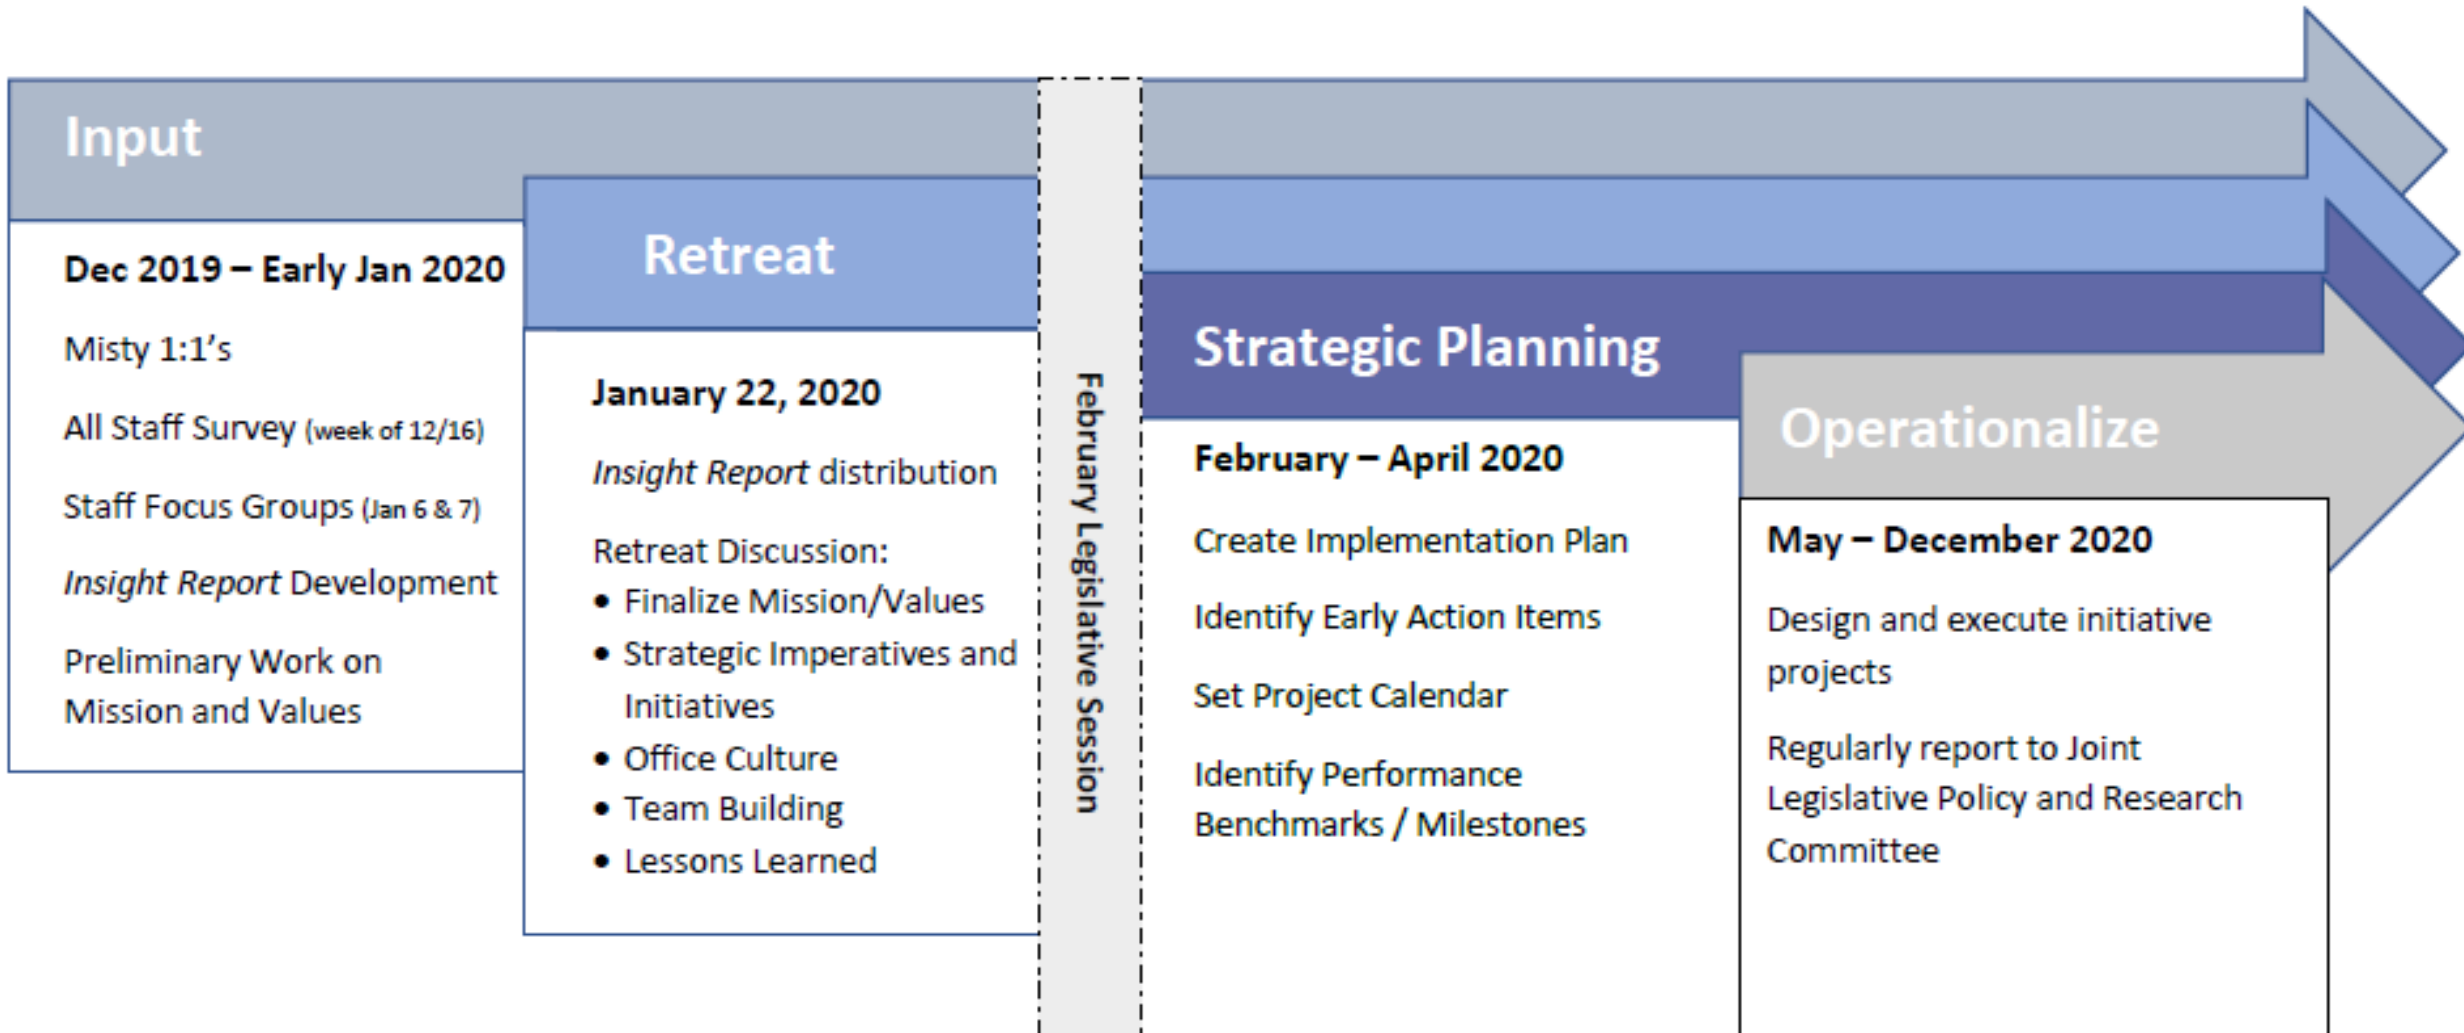 Input
Dec 2019 – Early Jan 2020
Misty 1:1's
All Staff Survey (week of 12/16)
Staff Focus Groups (Jan 6 & 7)
Insight Report Development
Preliminary Work on
Mission and Values
Retreat
January 22, 2020
Insight Report distribution
Retreat Discussion:
• Finalize Mission/Values
• Strategic Imperatives and
Initiatives
• Office Culture
• Team Building
• Lessons Learned
February Legislative Session
Strategic Planning
February – April 2020
Create Implementation Plan
Identify Early Action Items
Set Project Calendar
Identify Performance
Benchmarks / Milestones
Operationalize
May – December 2020
Design and execute initiative
projects
Regularly report to Joint
Legislative Policy and Research
Committee